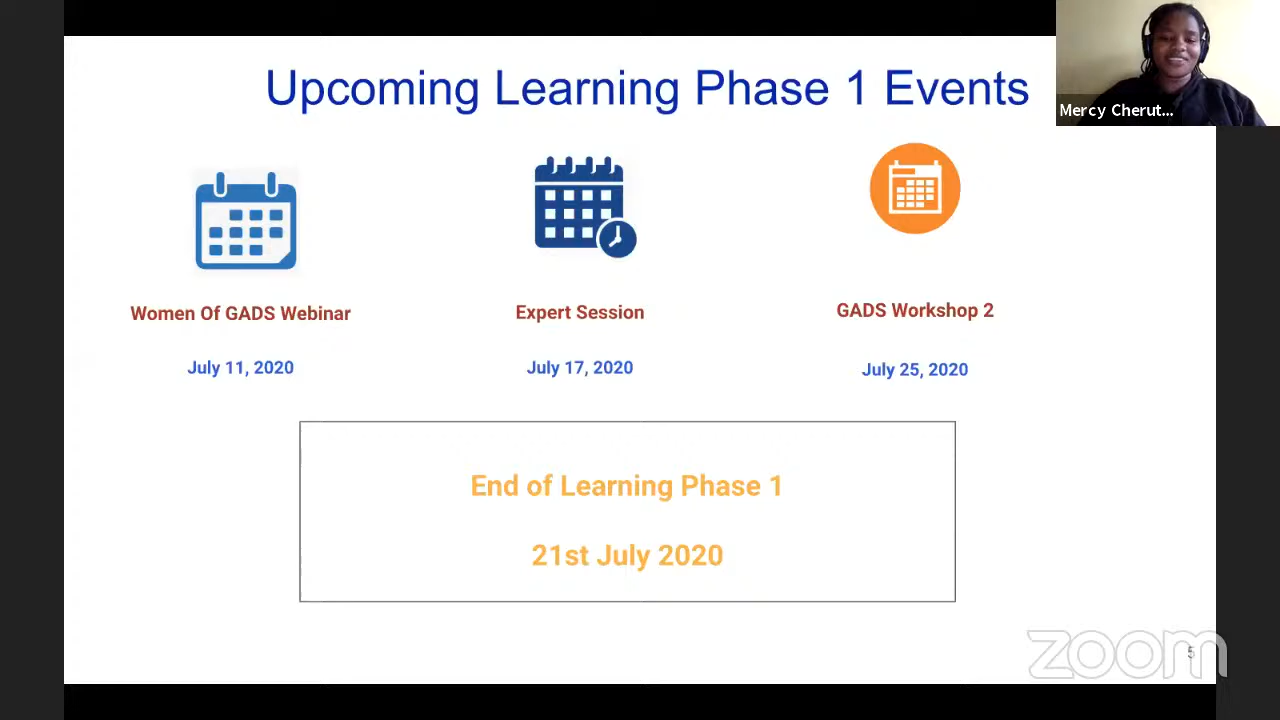 Upcoming Learning Phase 1 Events
Mercy Cherut...
Women Of GADS Webinar
Expert Session
GADS Workshop 2
July 11, 2020
July 17, 2020
July 25, 2020
End of Learning Phase 1
21st July 2020
zoom
5